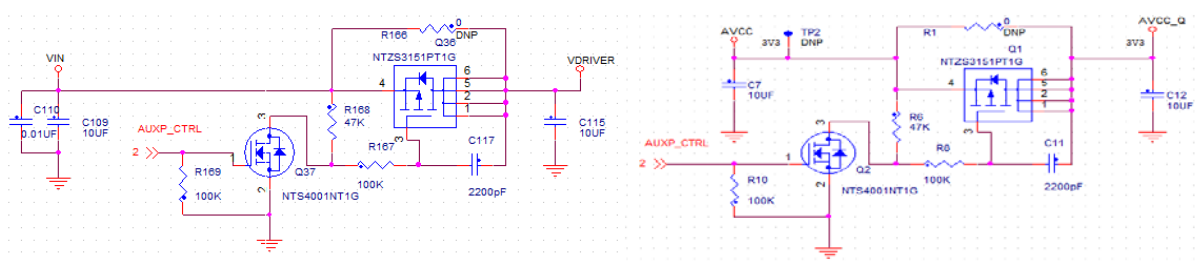 R166
0
DNP
Q36
NTZS3151PT1G
VIN
VDRIVER
4
6
5
2
1
3
C110
0.01UF
C109
10UF
R168
47K
C115
10UF
AUXP_CTRL
2
3
1
2
R167
100K
C117
2200pF
R169
100K
Q37
NTS4001NT1G
AVCC
TP2
DNP
3V3
R1
0
DNP
Q1
NTZS3151PT1G
AVCC_Q
3V3
4
6
5
2
1
3
C7
10UF
R6
47K
C12
10UF
AUXP_CTRL
2
3
1
2
Q2
100K
C11
2200pF
R10
100K
NTS4001NT1G